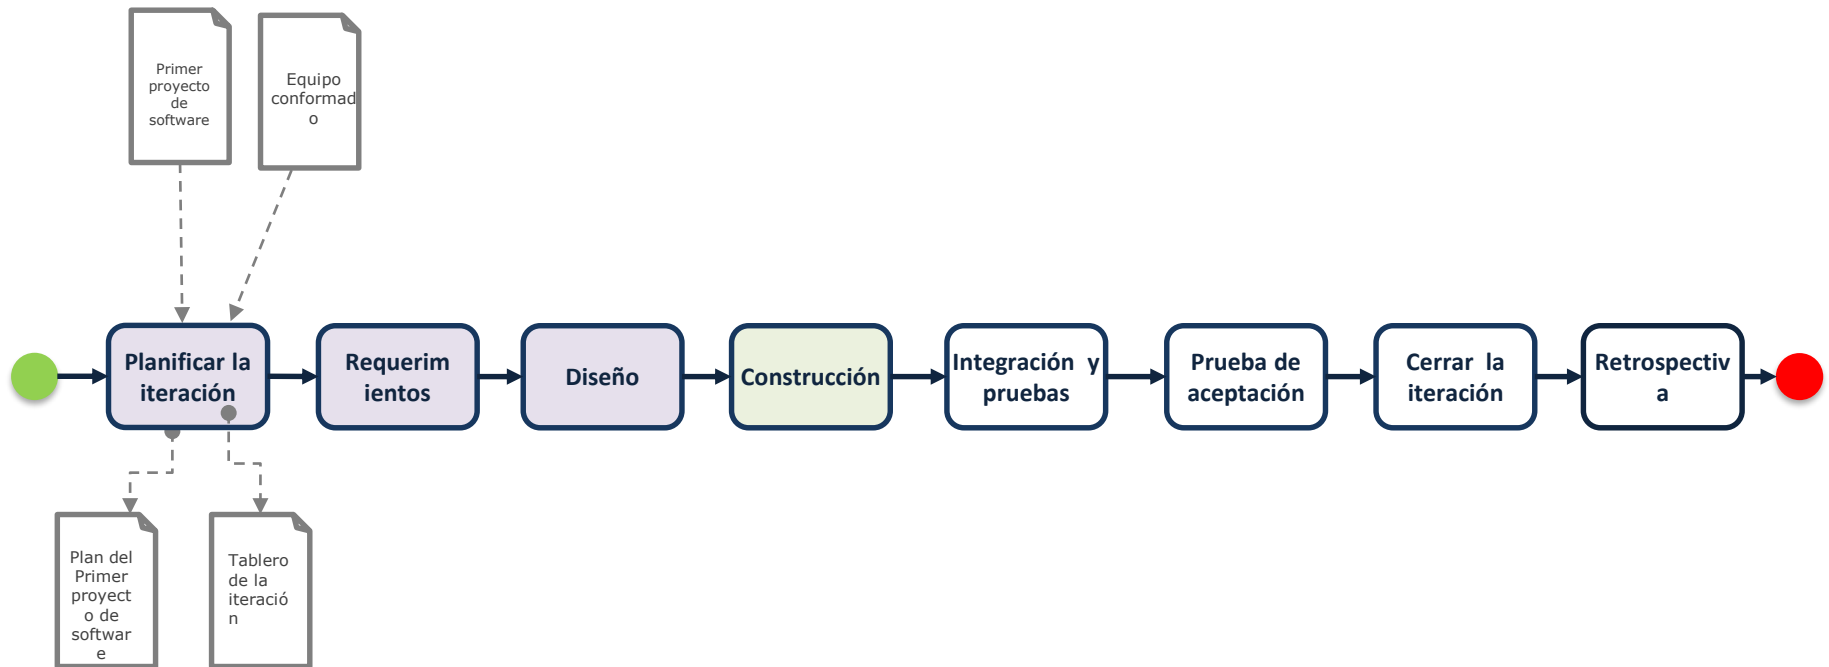 Primer
proyecto
de
software
Equipo
conformad
o
Planificar la
iteración
Requerim
ientos
Diseño
Construcción
Integración y
pruebas
Prueba de
aceptación
Cerrar la
iteración
Retrospectiv
a
Plan del
Primer
proyect
o de
softwar
e
Tablero
de la
iteració
n